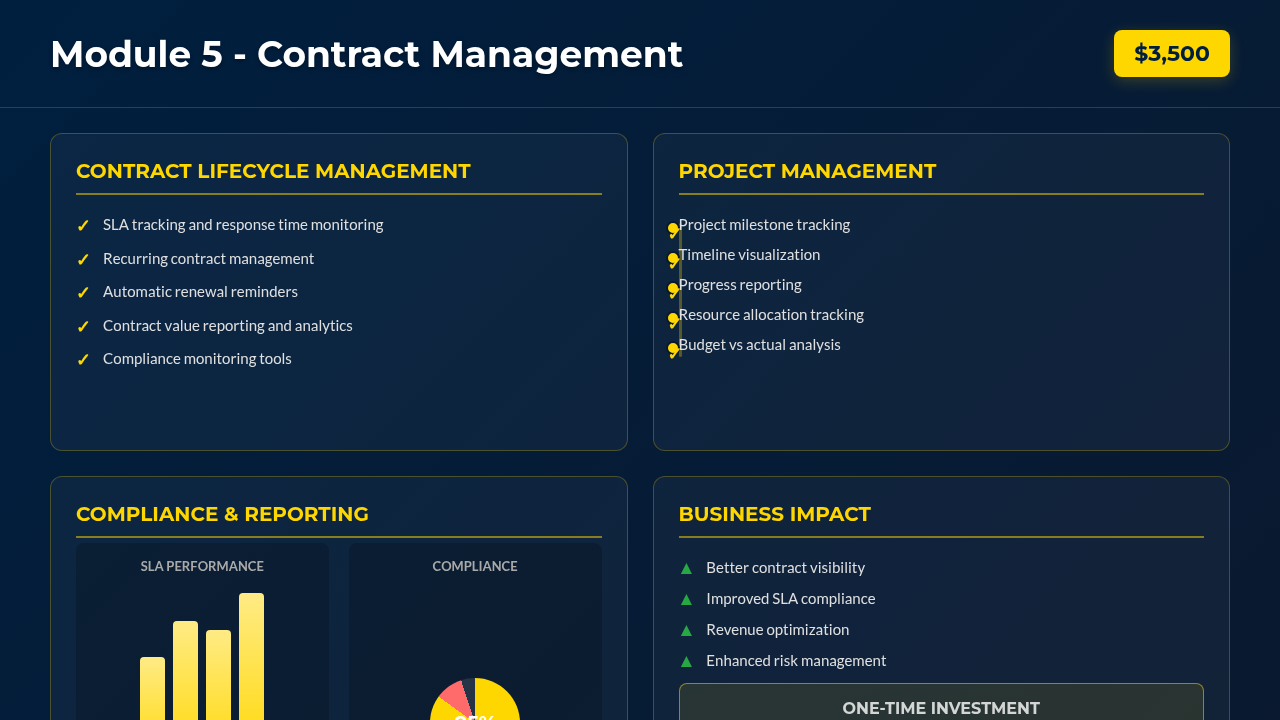 Module 5 - Contract Management
$3,500
CONTRACT LIFECYCLE MANAGEMENT
✓ SLA tracking and response time monitoring
✓ Recurring contract management
✓ Automatic renewal reminders
✓ Contract value reporting and analytics
✓ Compliance monitoring tools
PROJECT MANAGEMENT
Project milestone tracking
Timeline visualization
Progress reporting
Resource allocation tracking
Budget vs actual analysis
COMPLIANCE & REPORTING
SLA PERFORMANCE
COMPLIANCE
BUSINESS IMPACT
▲ Better contract visibility
▲ Improved SLA compliance
▲ Revenue optimization
▲ Enhanced risk management
ONE-TIME INVESTMENT